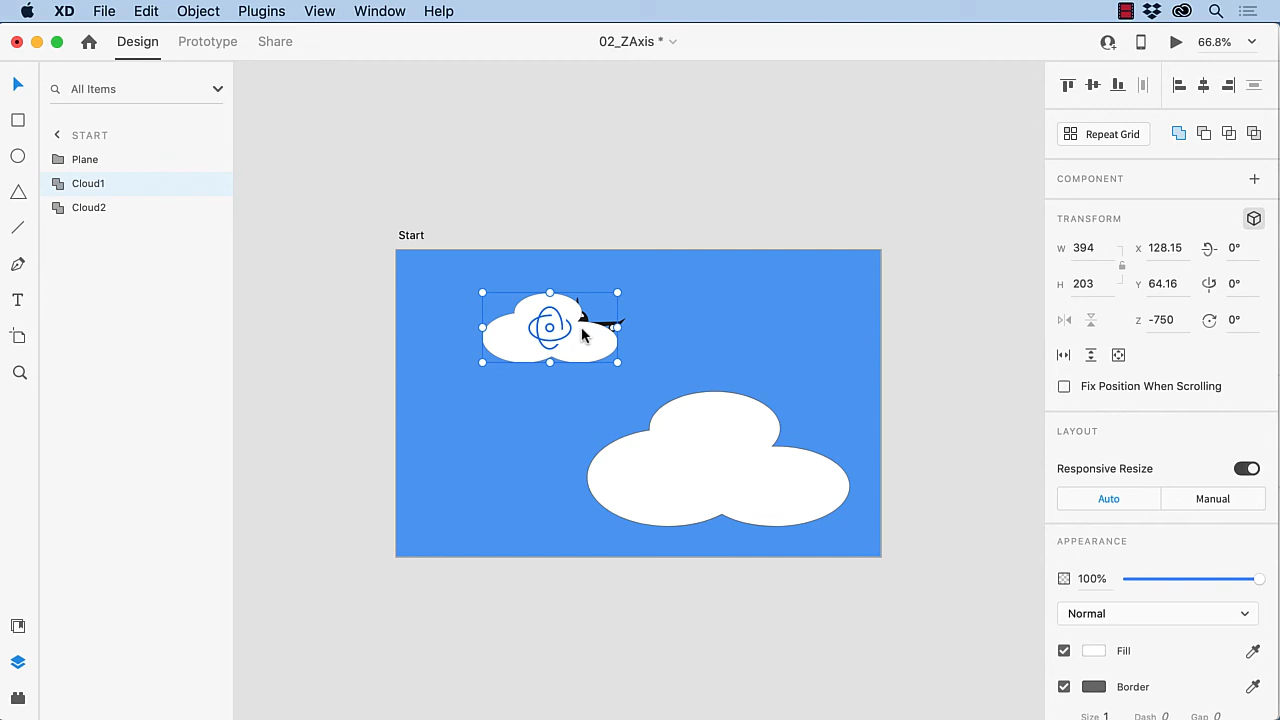 XD File Edit Object Plugins View Window Help
Design Prototype Share 02_ZAxis * 66.8%
All Items
START
Plane
Cloud1
Cloud2
Start
Repeat Grid
COMPONENT
TRANSFORM
W 394 X 128.15 0°
H 203 Y 64.16 0°
Z -750 0°
Fix Position When Scrolling
LAYOUT
Responsive Resize
Auto Manual
APPEARANCE
100%
Normal
Fill
Border
Size 1 Dash 0 Gap 0